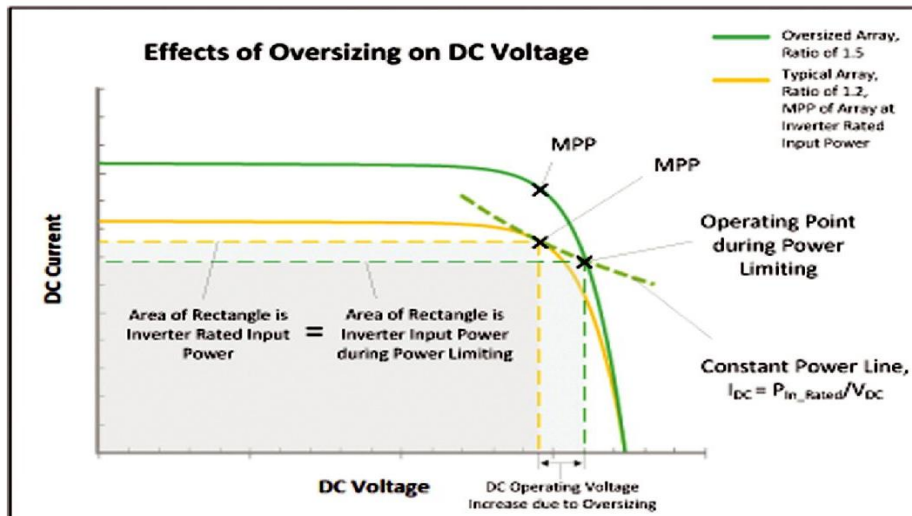 Effects of Oversizing on DC Voltage
Oversized Array,
Ratio of 1.5
Typical Array,
Ratio of 1.2,
MPP of Array at
Inverter Rated
Input Power
MPP
MPP
Operating Point
during Power
Limiting
DC Current
Area of Rectangle is
Inverter Rated Input
Power
=
Area of Rectangle is
Inverter Input Power
during Power Limiting
Constant Power Line,
IDC = PIn_Rated/VDC
DC Voltage
DC Operating Voltage
Increase due to Oversizing